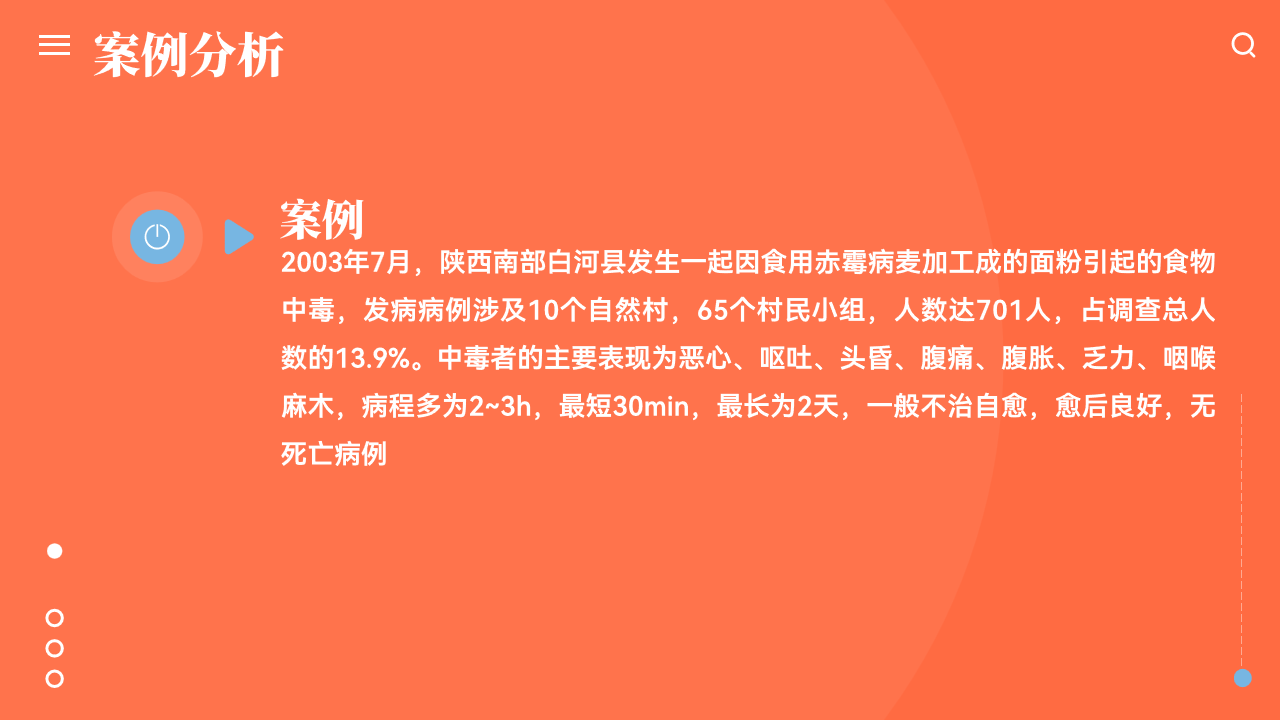 案例分析
案例
2003年7月，陕西南部白河县发生一起因食用赤霉病麦加工成的面粉引起的食物
中毒，发病病例涉及10个自然村，65个村民小组，人数达701人，占调查总人
数的13.9%。中毒者的主要表现为恶心、呕吐、头昏、腹痛、腹胀、乏力、咽喉
麻木，病程多为2~3h，最短30min，最长为2天，一般不治自愈，愈后良好，无
死亡病例